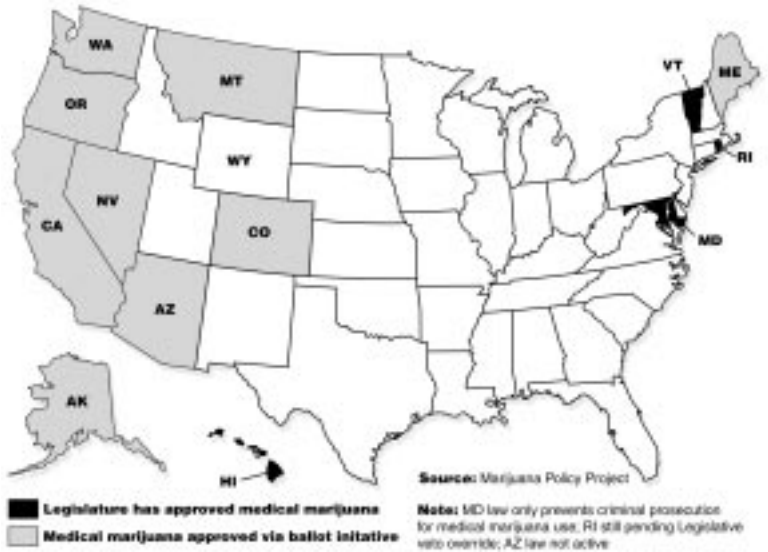 WA
MT
VT
ME
OR
WY
RI
NV
CA
CO
MD
AZ
AK
HI
Source: Marijuana Policy Project
Legislature has approved medical marijuana
Medical marijuana approved via ballot initative
Note: MD law only prevents criminal prosecution
for medical marijuana use; RI still pending Legislative
veto override; AZ law not active